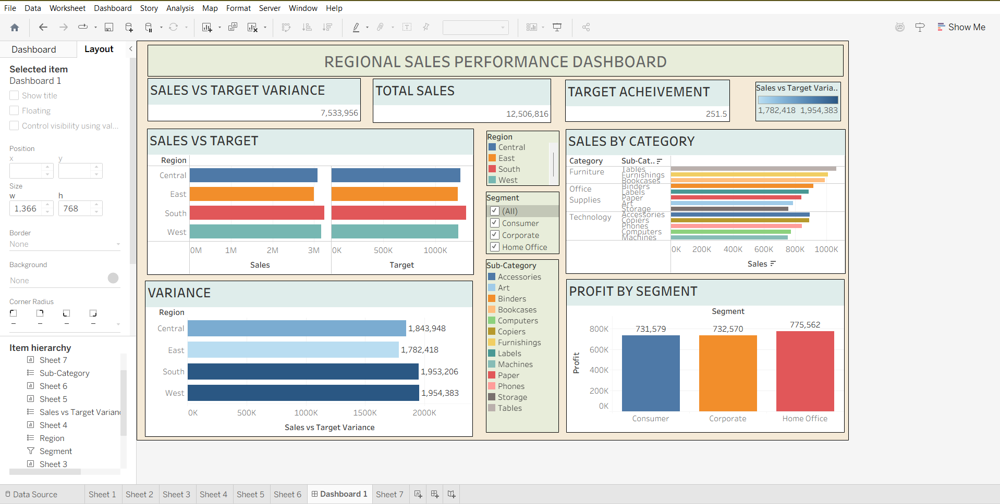 File Data Worksheet Dashboard Story Analysis Map Format Server Window Help
Show Me
Dashboard Layout
Selected item
Dashboard 1
Show title
Floating
Control visibility using val...
Position
x y
Size
w h
1,366 768
Border
None
Background
None
Corner Radius
Item hierarchy
Sheet 7
Sub-Category
Sheet 6
Sheet 5
Sales vs Target Varianc
Sheet 4
Region
Segment
Sheet 3
REGIONAL SALES PERFORMANCE DASHBOARD
SALES VS TARGET VARIANCE
7,533,956
TOTAL SALES
12,506,816
TARGET ACHEIVEMENT
251.5
Sales vs Target Varia..
1,782,418 1,954,383
SALES VS TARGET
Region
Central
East
South
West
0M 1M 2M 3M 0K 500K 1000K
Sales Target
Region
Central
East
South
West
Segment
(All)
Consumer
Corporate
Home Office
Sub-Category
Accessories
Art
Binders
Bookcases
Computers
Copiers
Furnishings
Labels
Machines
Paper
Phones
Storage
Tables
SALES BY CATEGORY
Category Sub-Cat..
Furniture Tables
Furnishings
Bookcases
Office Supplies Binders
Labels
Paper
Art
Storage
Technology Accessories
Copiers
Phones
Computers
Machines
0K 200K 400K 600K 800K 1000K
Sales
VARIANCE
Region
Central 1,843,948
East 1,782,418
South 1,953,206
West 1,954,383
0K 500K 1000K 1500K 2000K
Sales vs Target Variance
PROFIT BY SEGMENT
Segment
Profit
800K
600K
400K
200K
0K
731,579 732,570 775,562
Consumer Corporate Home Office
Data Source Sheet 1 Sheet 2 Sheet 3 Sheet 4 Sheet 5 Sheet 6 Dashboard 1 Sheet 7